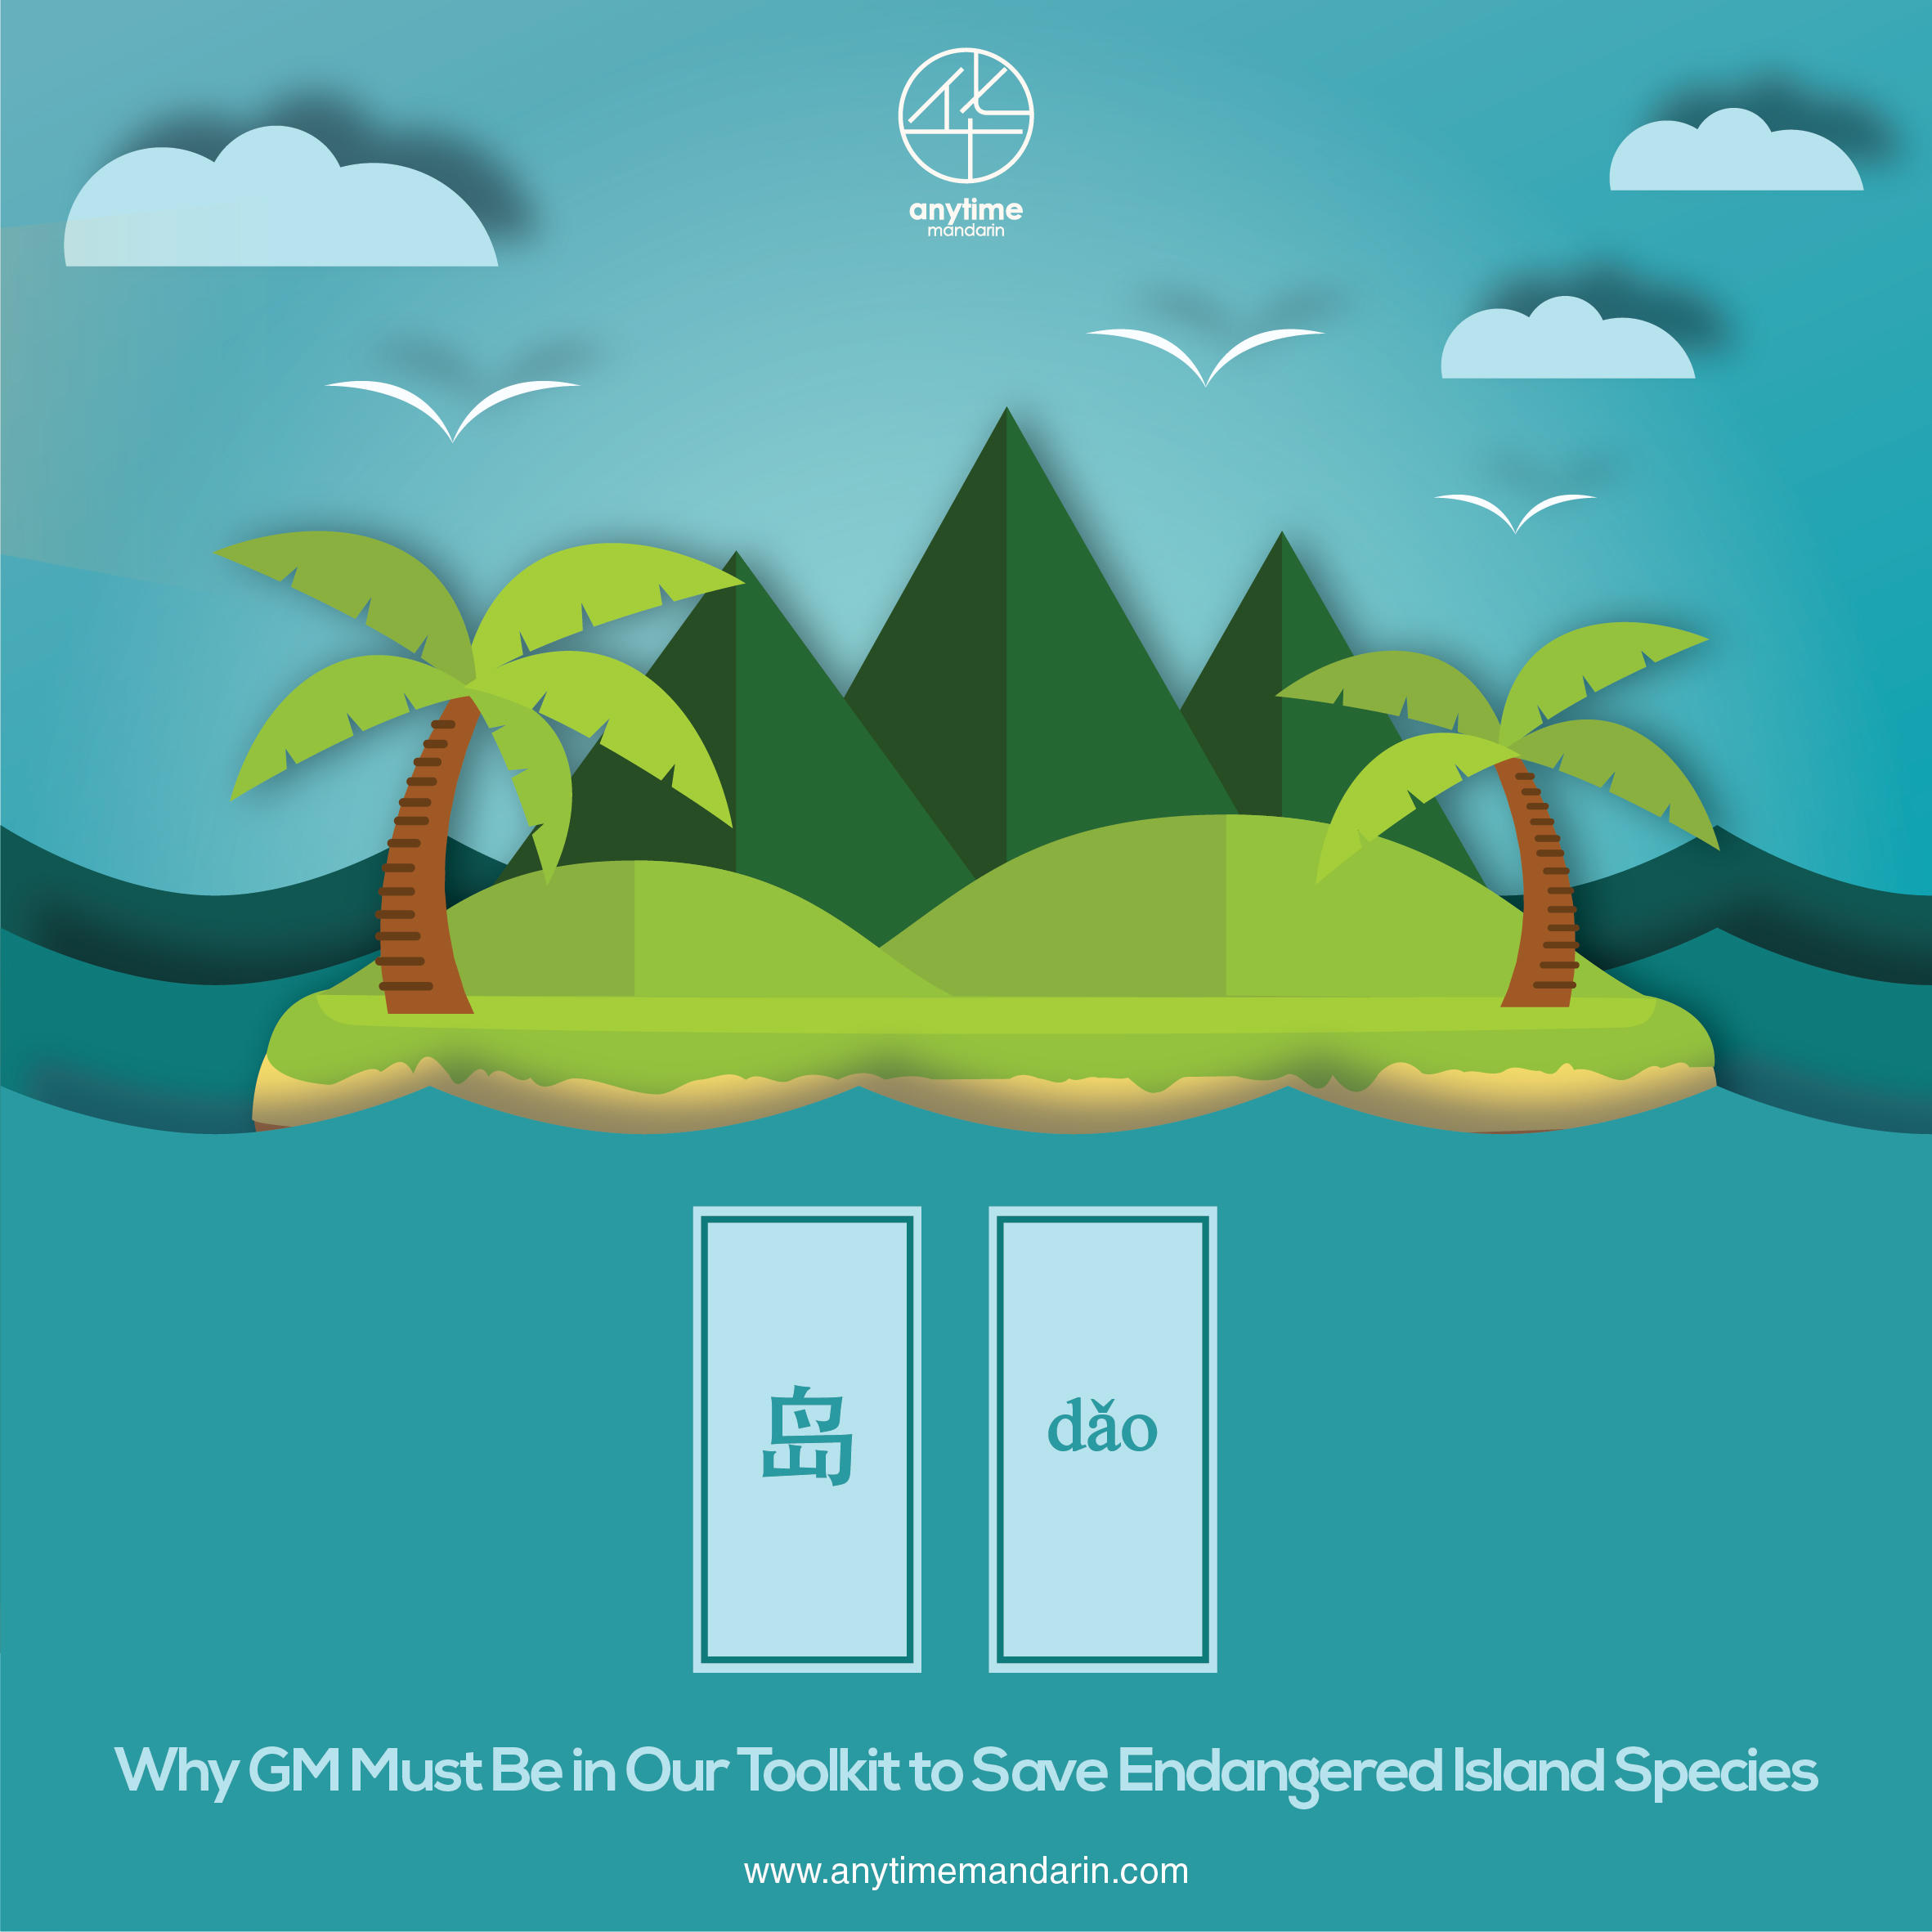 华
anytime
mandarin
岛
dǎo
Why GM Must Be in Our Toolkit to Save Endangered Island Species
www.anytimemandarin.com